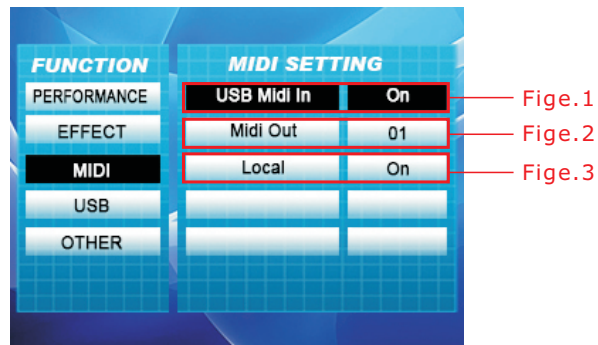 FUNCTION
PERFORMANCE
EFFECT
MIDI
USB
OTHER
MIDI SETTING
USB Midi In On
Midi Out 01
Local On
Fige.1
Fige.2
Fige.3